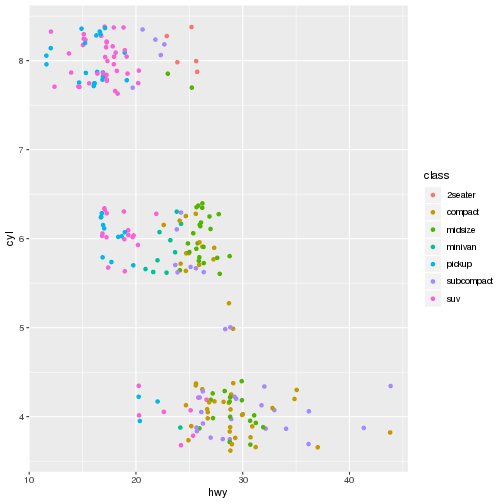 8
7
6
5
4
cyl
10
20
30
40
hwy
class
2seater
compact
midsize
minivan
pickup
subcompact
suv